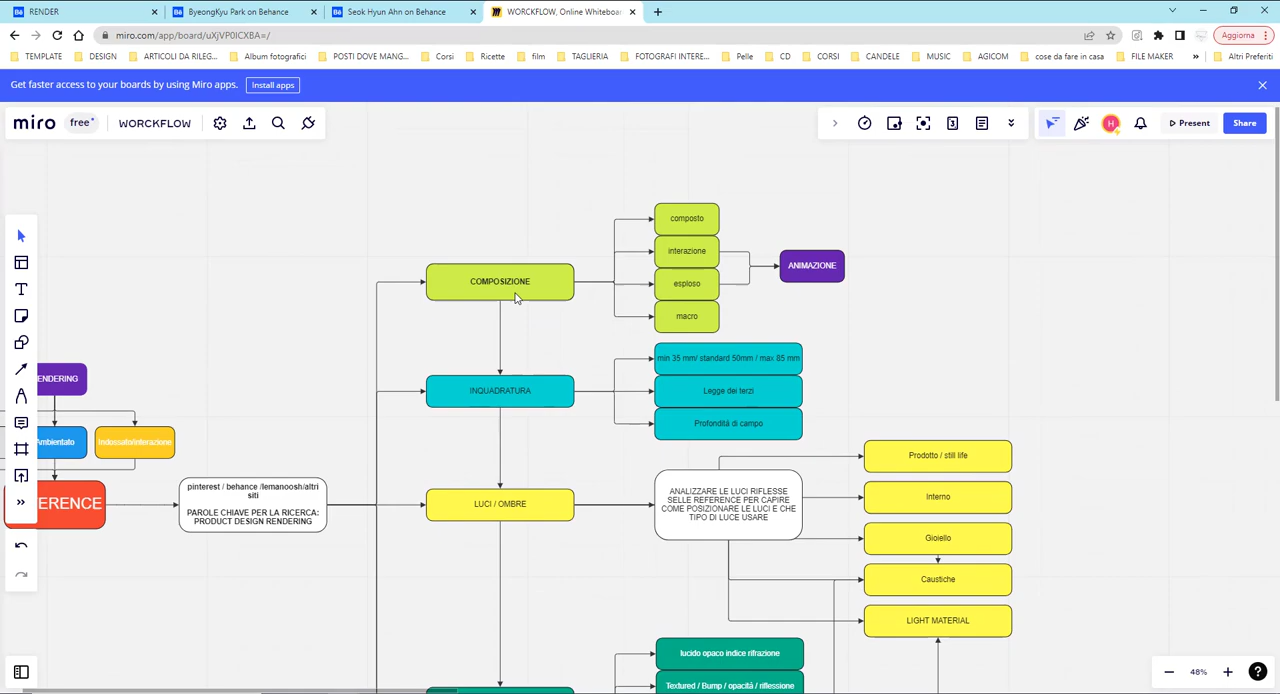 RENDER
ByeongKyu Park on Behance
Seok Hyun Ahn on Behance
WORCKFLOW, Online Whiteboard
miro.com/app/board/uXjVP0ICXBA=/
Aggiorna
TEMPLATE
DESIGN
ARTICOLI DA RILEG...
Album fotografici
POSTI DOVE MANG...
Corsi
Ricette
film
TAGLIERIA
FOTOGRAFI INTERE...
Pelle
CD
CORSI
CANDELE
MUSIC
AGICOM
cose da fare in casa
FILE MAKER
»
Altri Preferiti
Get faster access to your boards by using Miro apps.
Install apps
miro
free
WORCKFLOW
3
H
Present
Share
composto
interazione
ANIMAZIONE
COMPOSIZIONE
esploso
macro
min 35 mm/ standard 50mm / max 85 mm
ENDERING
INQUADRATURA
Legge dei terzi
Profondità di campo
Ambientato
Indossato/interazione
Prodotto / still life
pinterest / behance /lemanoosh/altri
siti
PAROLE CHIAVE PER LA RICERCA:
PRODUCT DESIGN RENDERING
ERENCE
LUCI / OMBRE
ANALIZZARE LE LUCI RIFLESSE
SELLE REFERENCE PER CAPIRE
COME POSIZIONARE LE LUCI E CHE
TIPO DI LUCE USARE
Interno
Gioiello
Caustiche
LIGHT MATERIAL
lucido opaco indice rifrazione
Textured / Bump / opacità / riflessione
48%